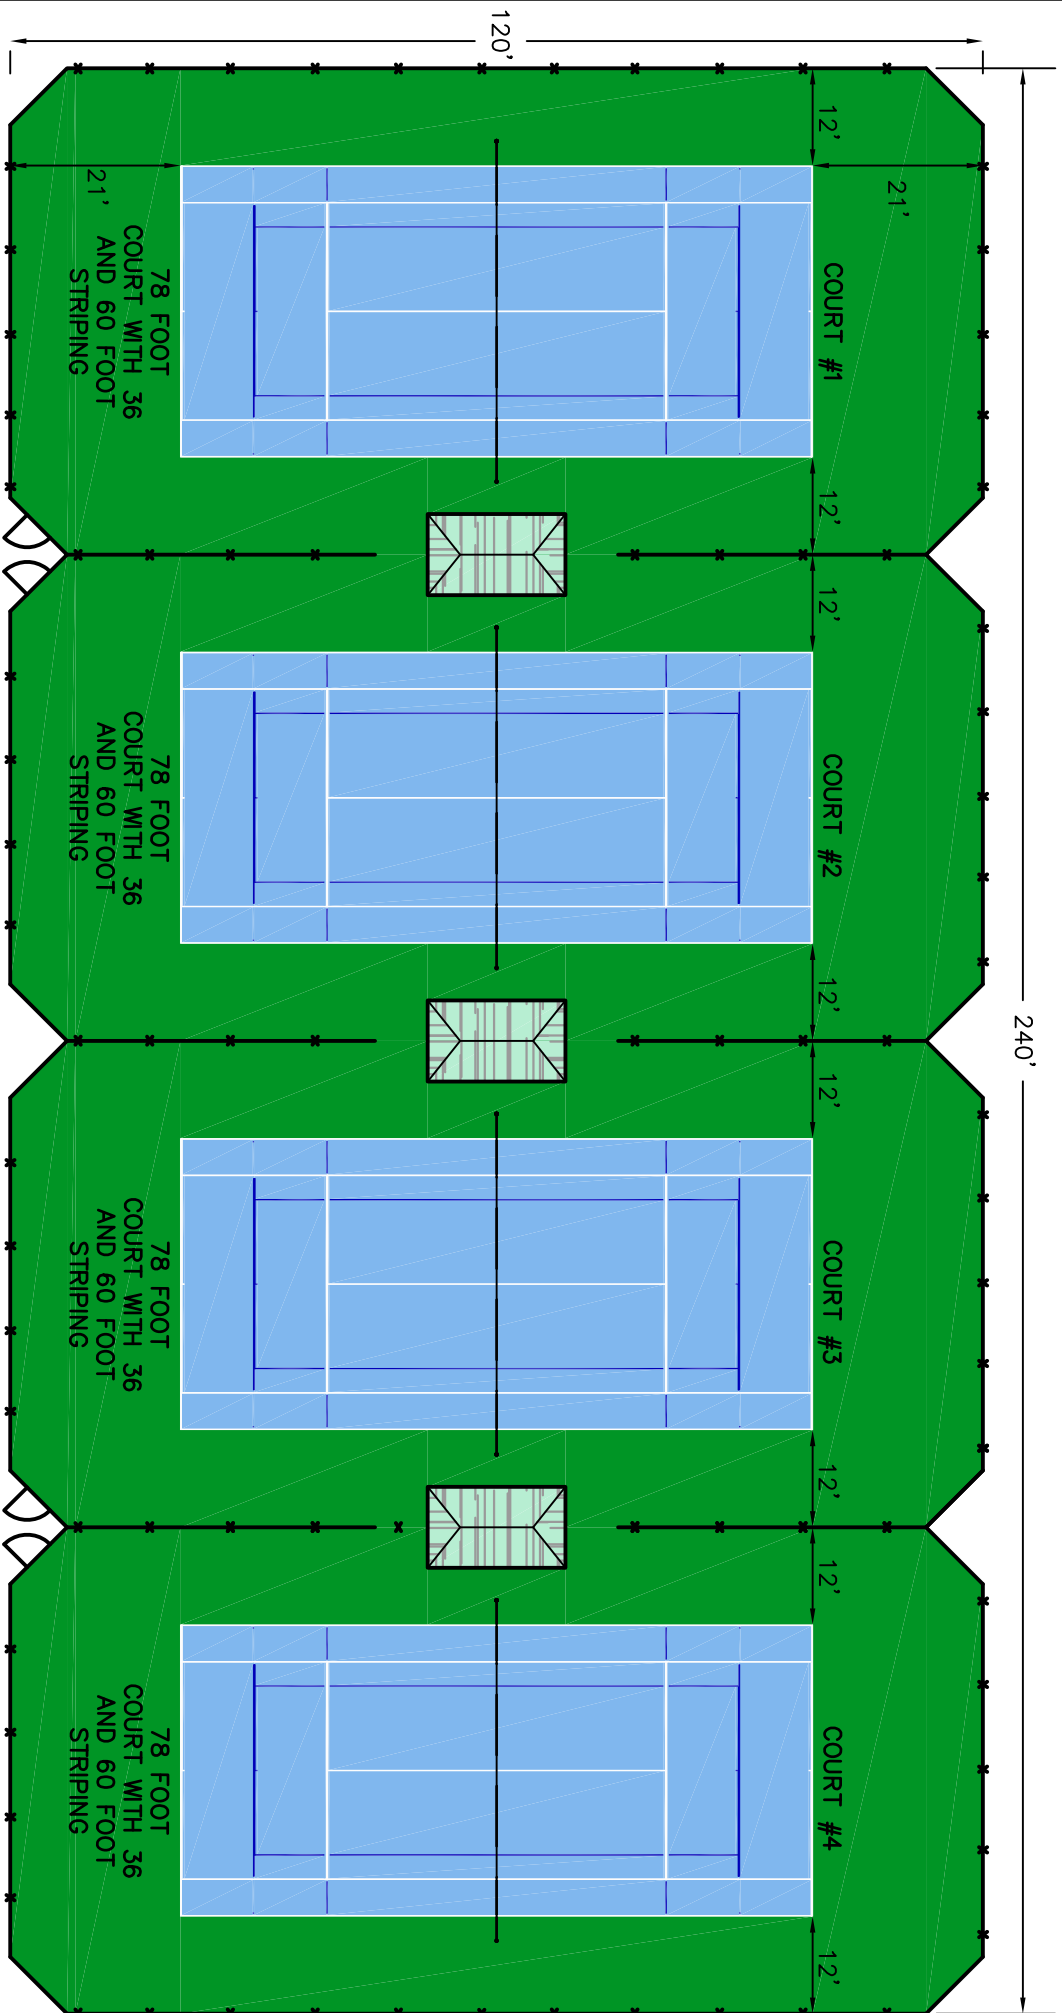 240'
120'
12'
21'
21'
COURT #1
78 FOOT
COURT WITH 36
AND 60 FOOT
STRIPING
12'
12'
COURT #2
78 FOOT
COURT WITH 36
AND 60 FOOT
STRIPING
12'
12'
COURT #3
78 FOOT
COURT WITH 36
AND 60 FOOT
STRIPING
12'
12'
COURT #4
78 FOOT
COURT WITH 36
AND 60 FOOT
STRIPING
12'